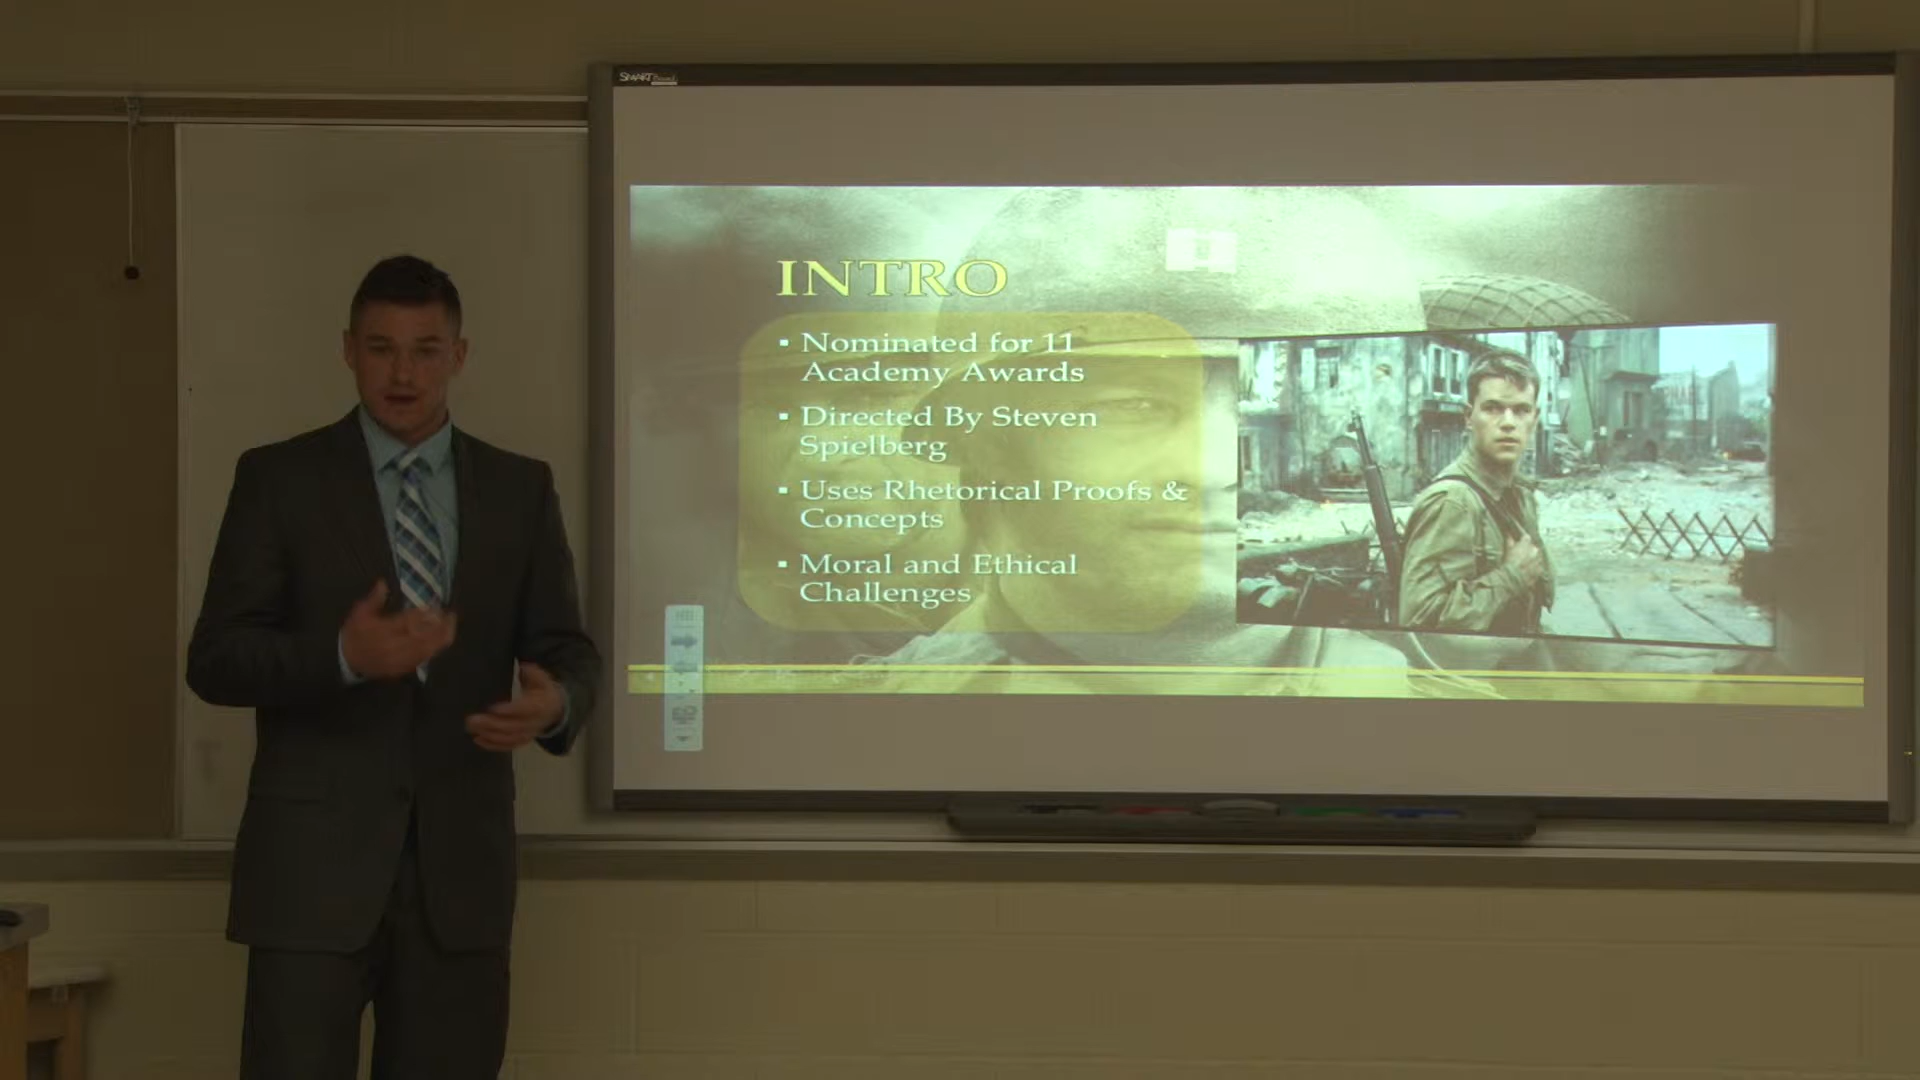 SMART Board
INTRO
▪ Nominated for 11
Academy Awards
▪ Directed By Steven
Spielberg
▪ Uses Rhetorical Proofs &
Concepts
▪ Moral and Ethical
Challenges